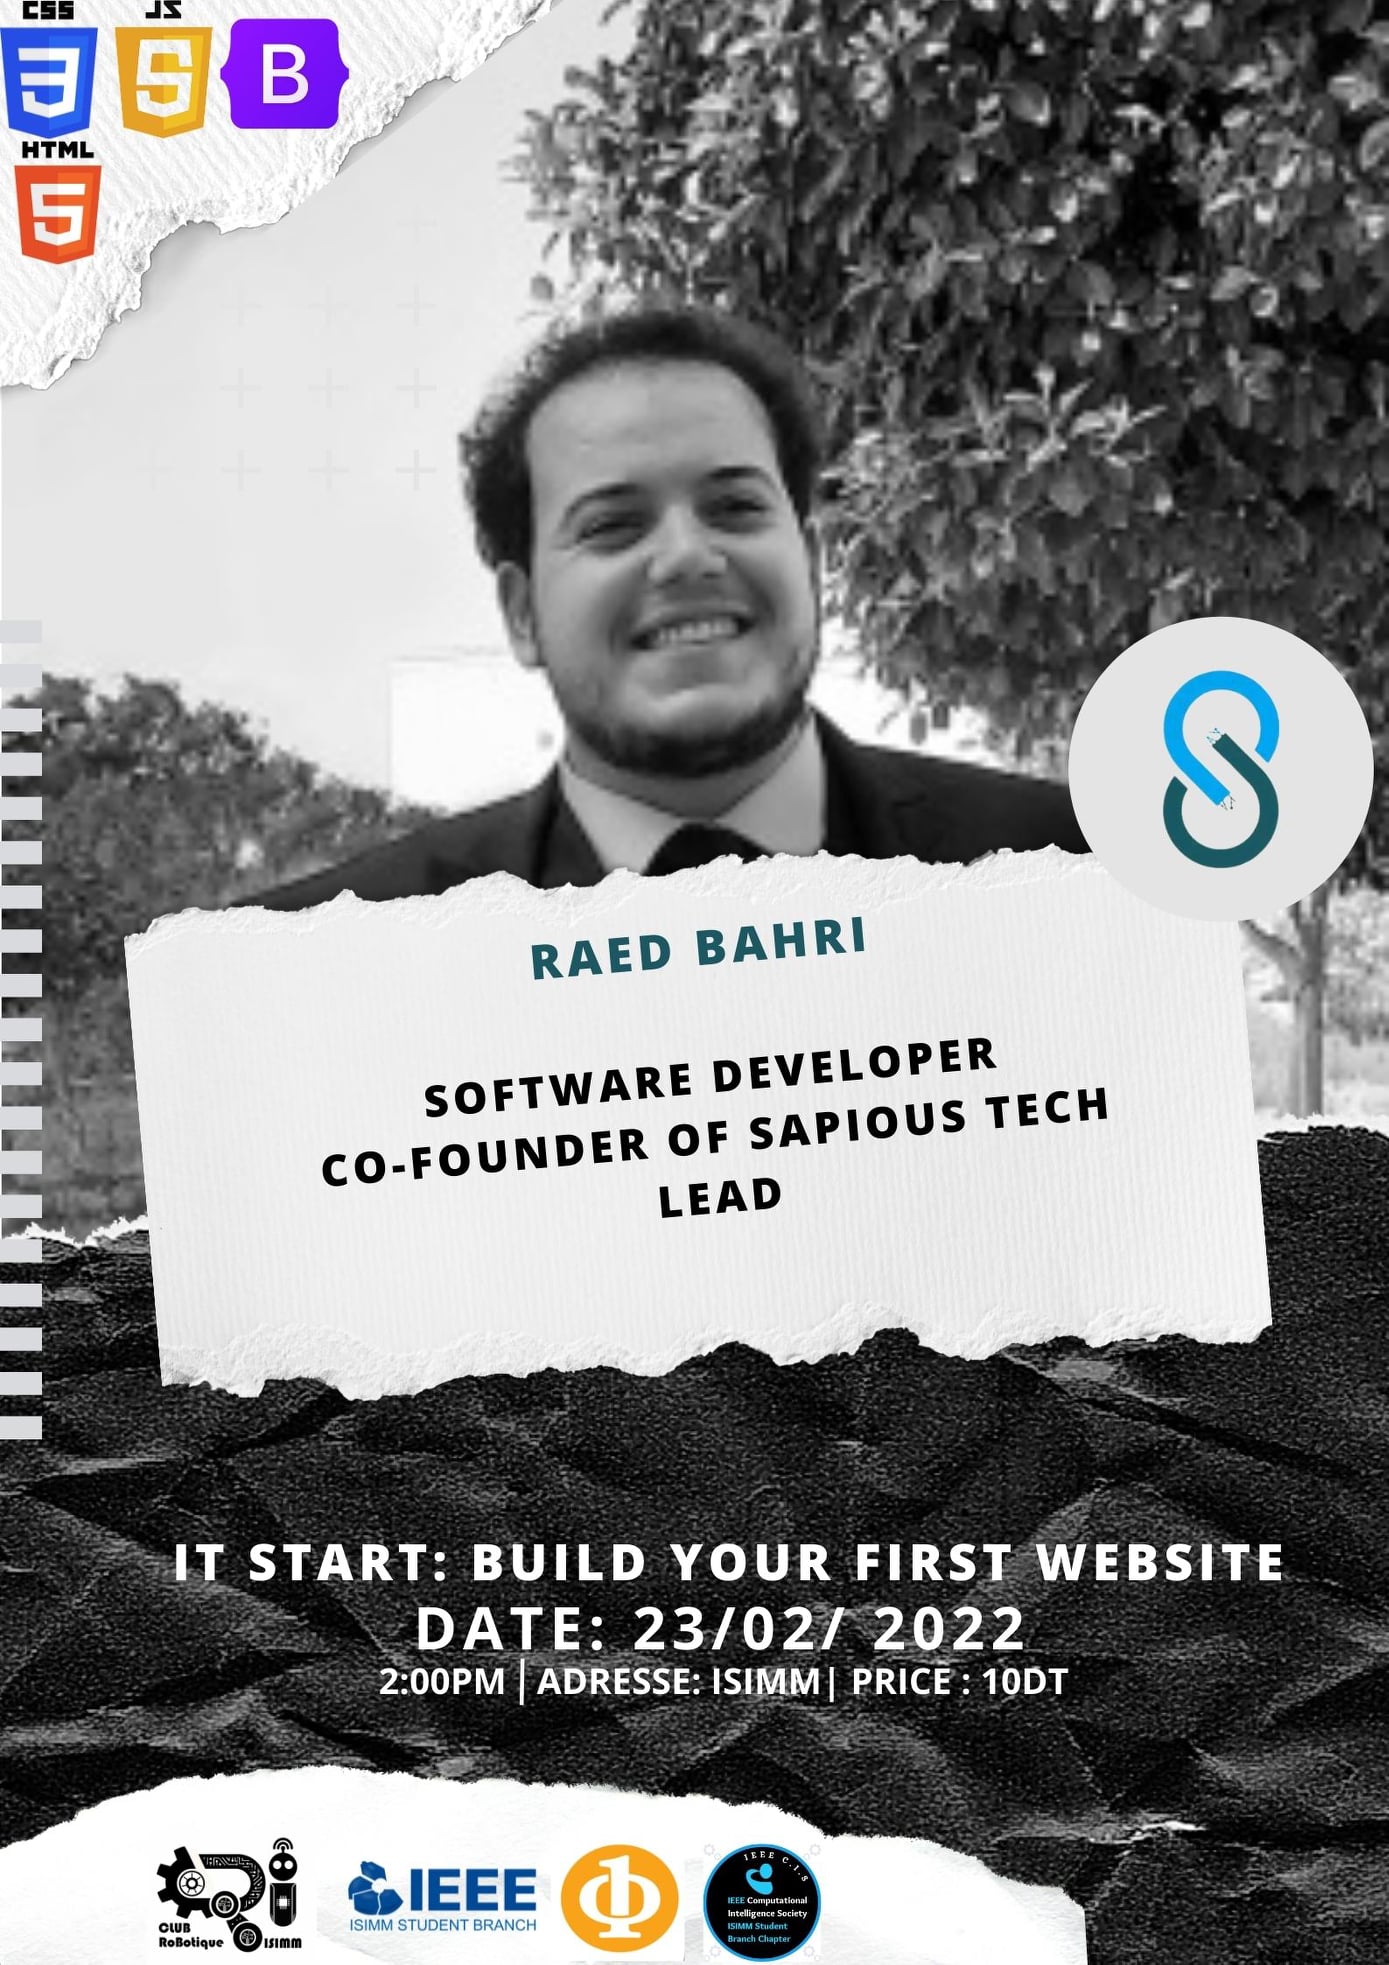 CSS JS
3 5 B
HTML
5
RAED BAHRI
SOFTWARE DEVELOPER
CO-FOUNDER OF SAPIOUS TECH
LEAD
IT START: BUILD YOUR FIRST WEBSITE
DATE: 23/02/ 2022
2:00PM | ADRESSE: ISIMM| PRICE : 10DT
CLUB
RoBotique ISIMM
IEEE
ISIMM STUDENT BRANCH
IEEE C.I.S
IEEE Computational
Intelligence Society
ISIMM Student
Branch Chapter